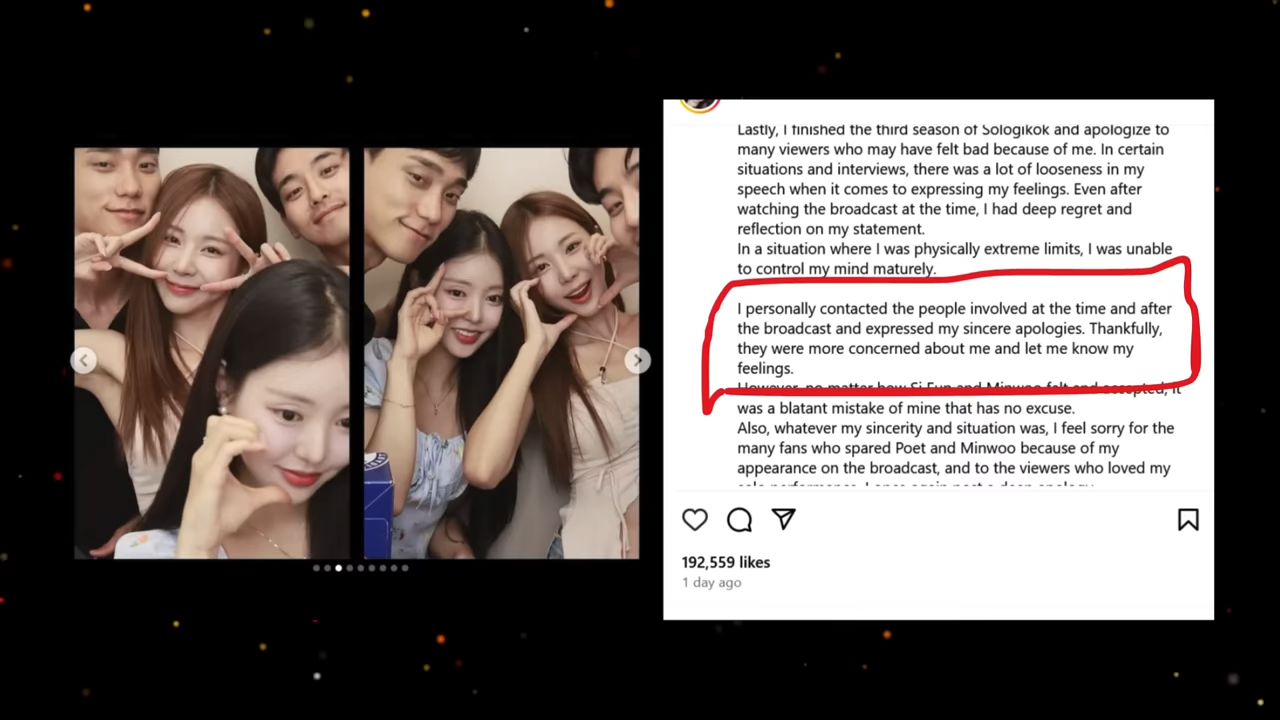 Lastly, I finished the third season of Sologikok and apologize to
many viewers who may have felt bad because of me. In certain
situations and interviews, there was a lot of looseness in my
speech when it comes to expressing my feelings. Even after
watching the broadcast at the time, I had deep regret and
reflection on my statement.
In a situation where I was physically extreme limits, I was unable
to control my mind maturely.
I personally contacted the people involved at the time and after
the broadcast and expressed my sincere apologies. Thankfully,
they were more concerned about me and let me know my
feelings.
However, no matter how Si Eun and Minwoo felt and accepted, it
was a blatant mistake of mine that has no excuse.
Also, whatever my sincerity and situation was, I feel sorry for the
many fans who spared Poet and Minwoo because of my
appearance on the broadcast, and to the viewers who loved my
192,559 likes
1 day ago